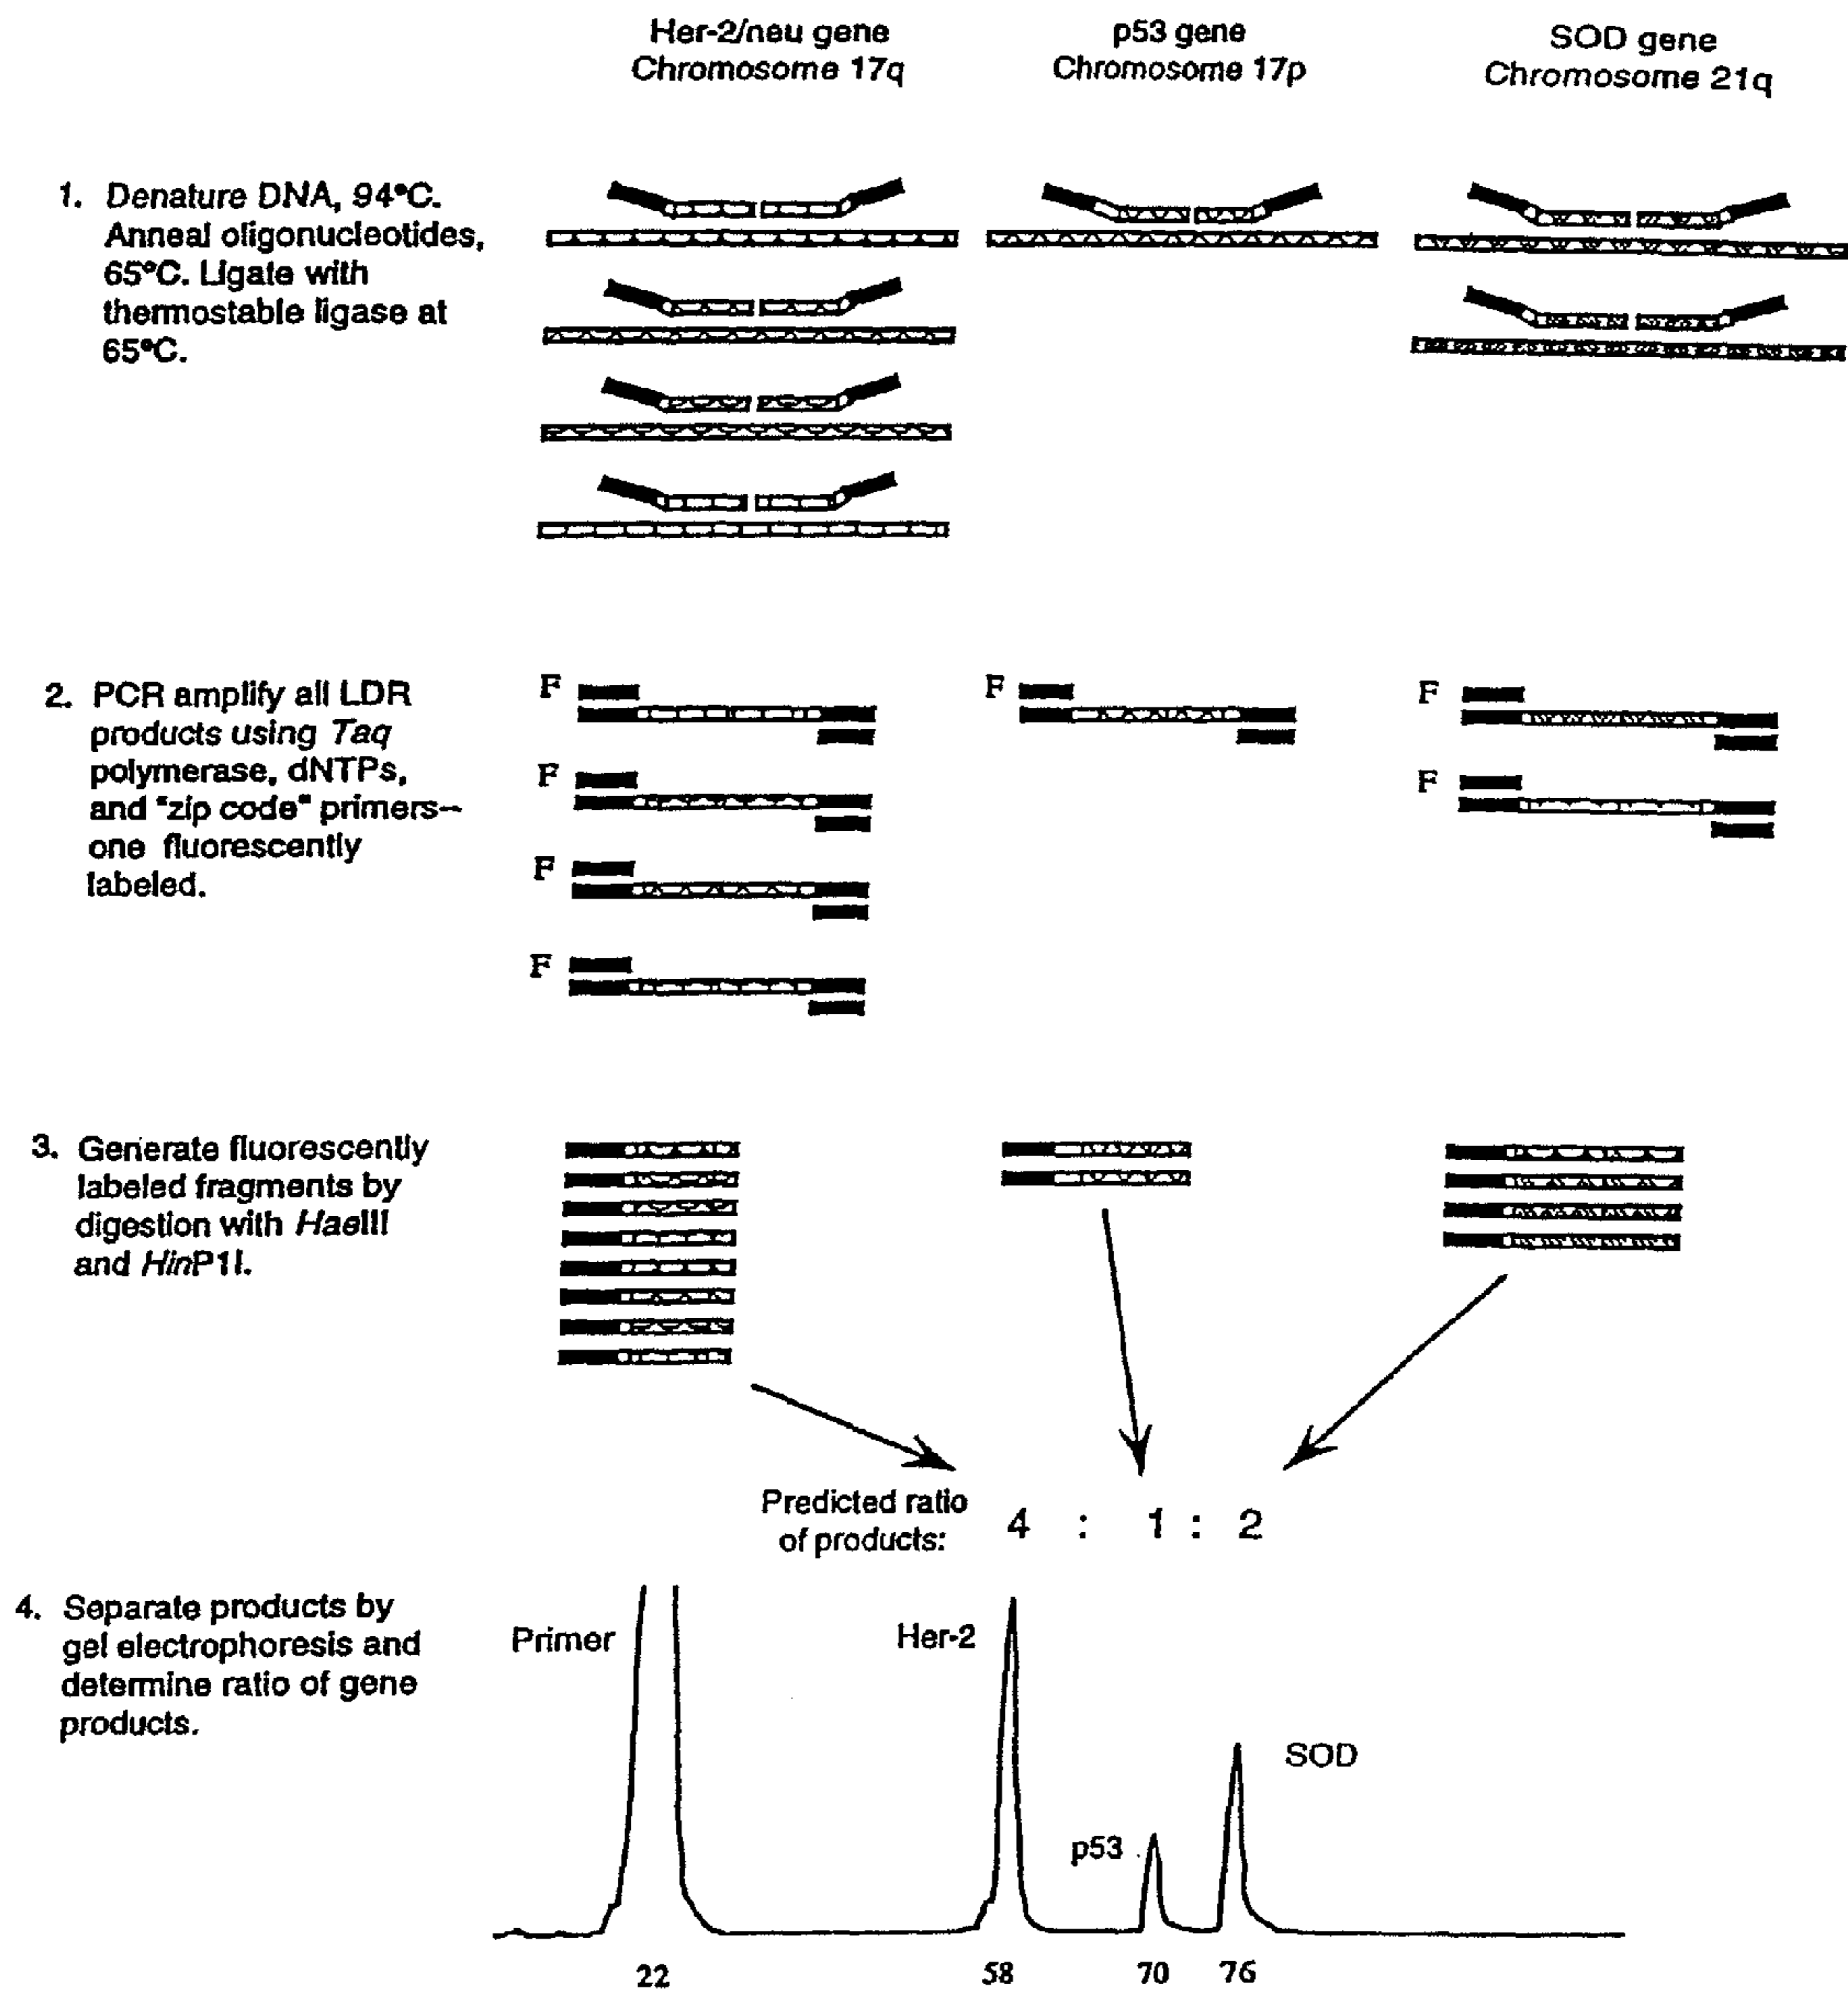 Her-2/neu gene
Chromosome 17q
p53 gene
Chromosome 17p
SOD gene
Chromosome 21q
1. Denature DNA, 94°C.
Anneal oligonucleotides,
65°C. Ligate with
thermostable ligase at
65°C.
2. PCR amplify all LDR
products using Taq
polymerase, dNTPs,
and "zip code" primers--
one fluorescently
labeled.
F
F
F
F
F
F
F
3. Generate fluorescently
labeled fragments by
digestion with HaeIII
and HinP1I.
Predicted ratio
of products:
4 : 1 : 2
4. Separate products by
gel electrophoresis and
determine ratio of gene
products.
Primer
Her-2
p53
SOD
22
58
70
76